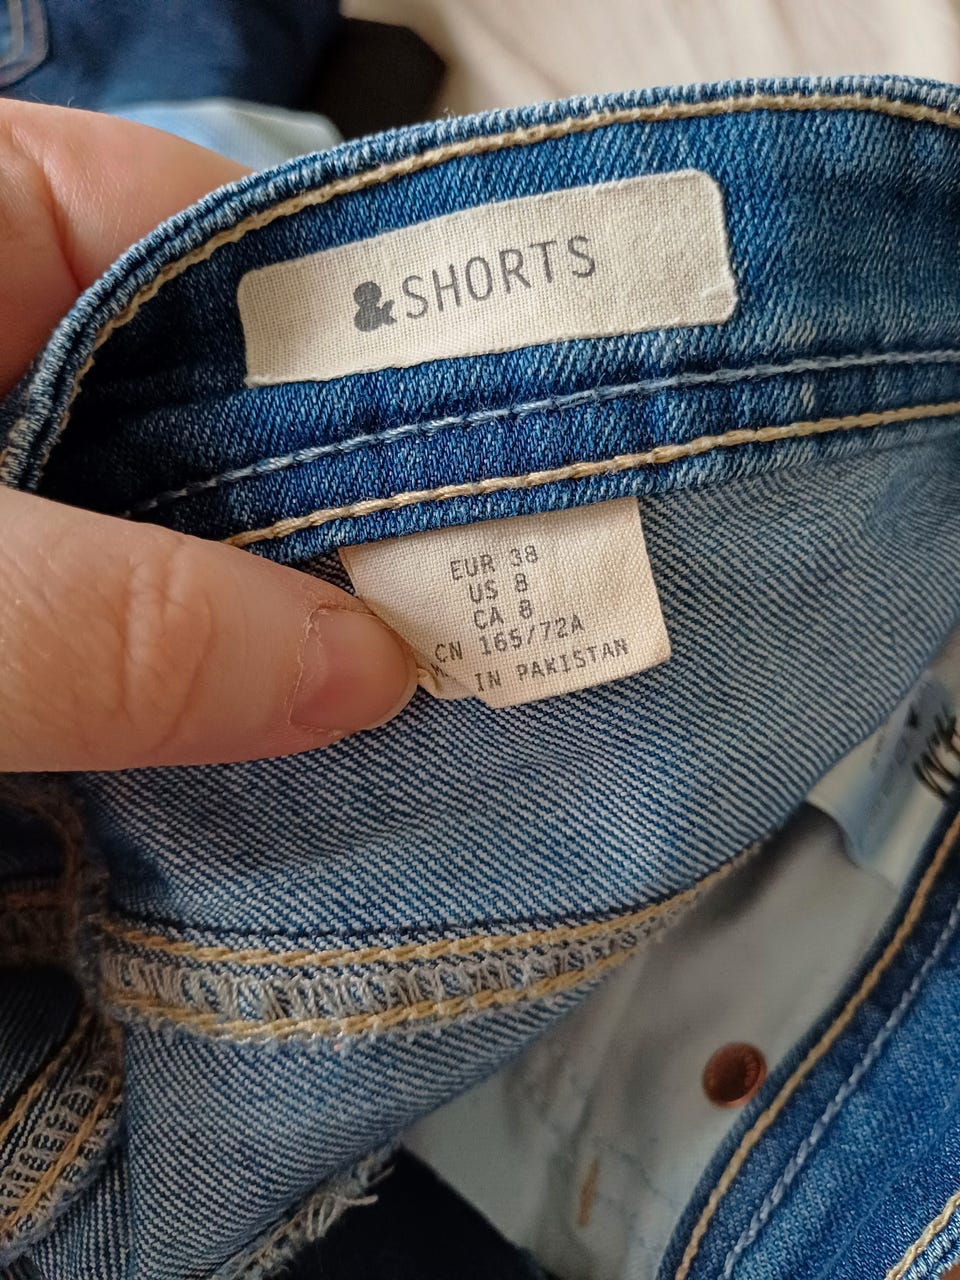 &SHORTS
EUR 38
US 8
CA 8
CN 165/72A
IN PAKISTAN